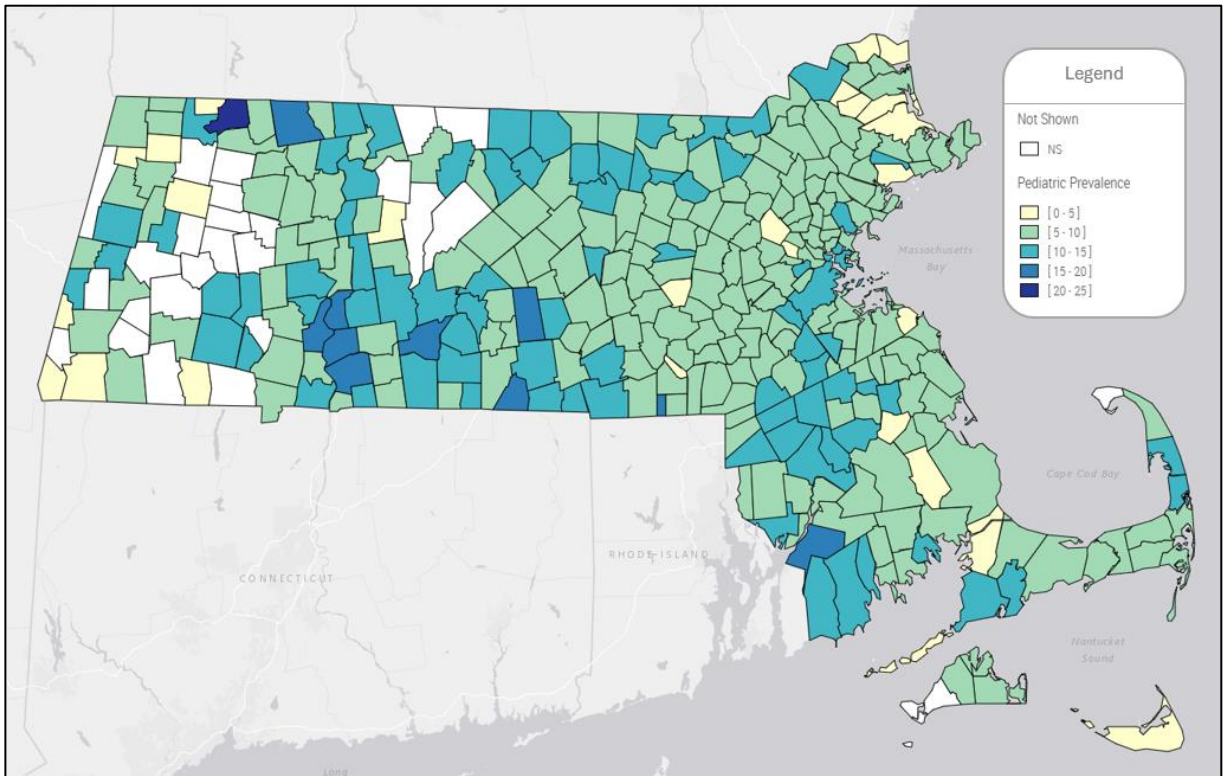 Legend
Not Shown
NS
Pediatric Prevalence
[ 0 - 5 ]
[ 5 - 10 ]
[ 10 - 15 ]
[ 15 - 20 ]
[ 20 - 25 ]
Massachusetts
Bay
Cape Cod Bay
RHODE ISLAND
CONNECTICUT
Nantucket
Sound
Long